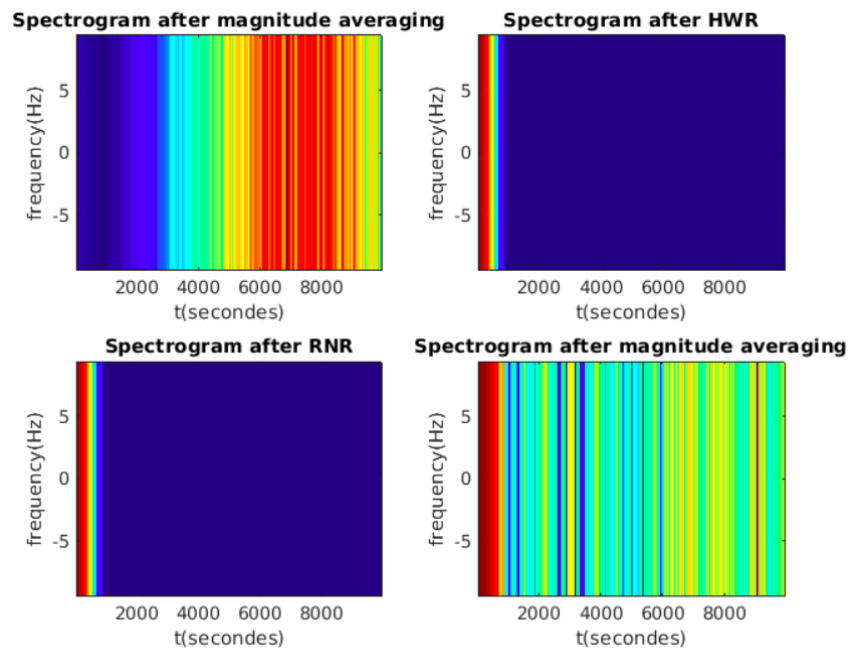 Spectrogram after magnitude averaging
frequency(Hz)
5
0
-5
2000 4000 6000 8000
t(secondes)
Spectrogram after HWR
frequency(Hz)
5
0
-5
2000 4000 6000 8000
t(secondes)
Spectrogram after RNR
frequency(Hz)
5
0
-5
2000 4000 6000 8000
t(secondes)
Spectrogram after magnitude averaging
frequency(Hz)
5
0
-5
2000 4000 6000 8000
t(secondes)